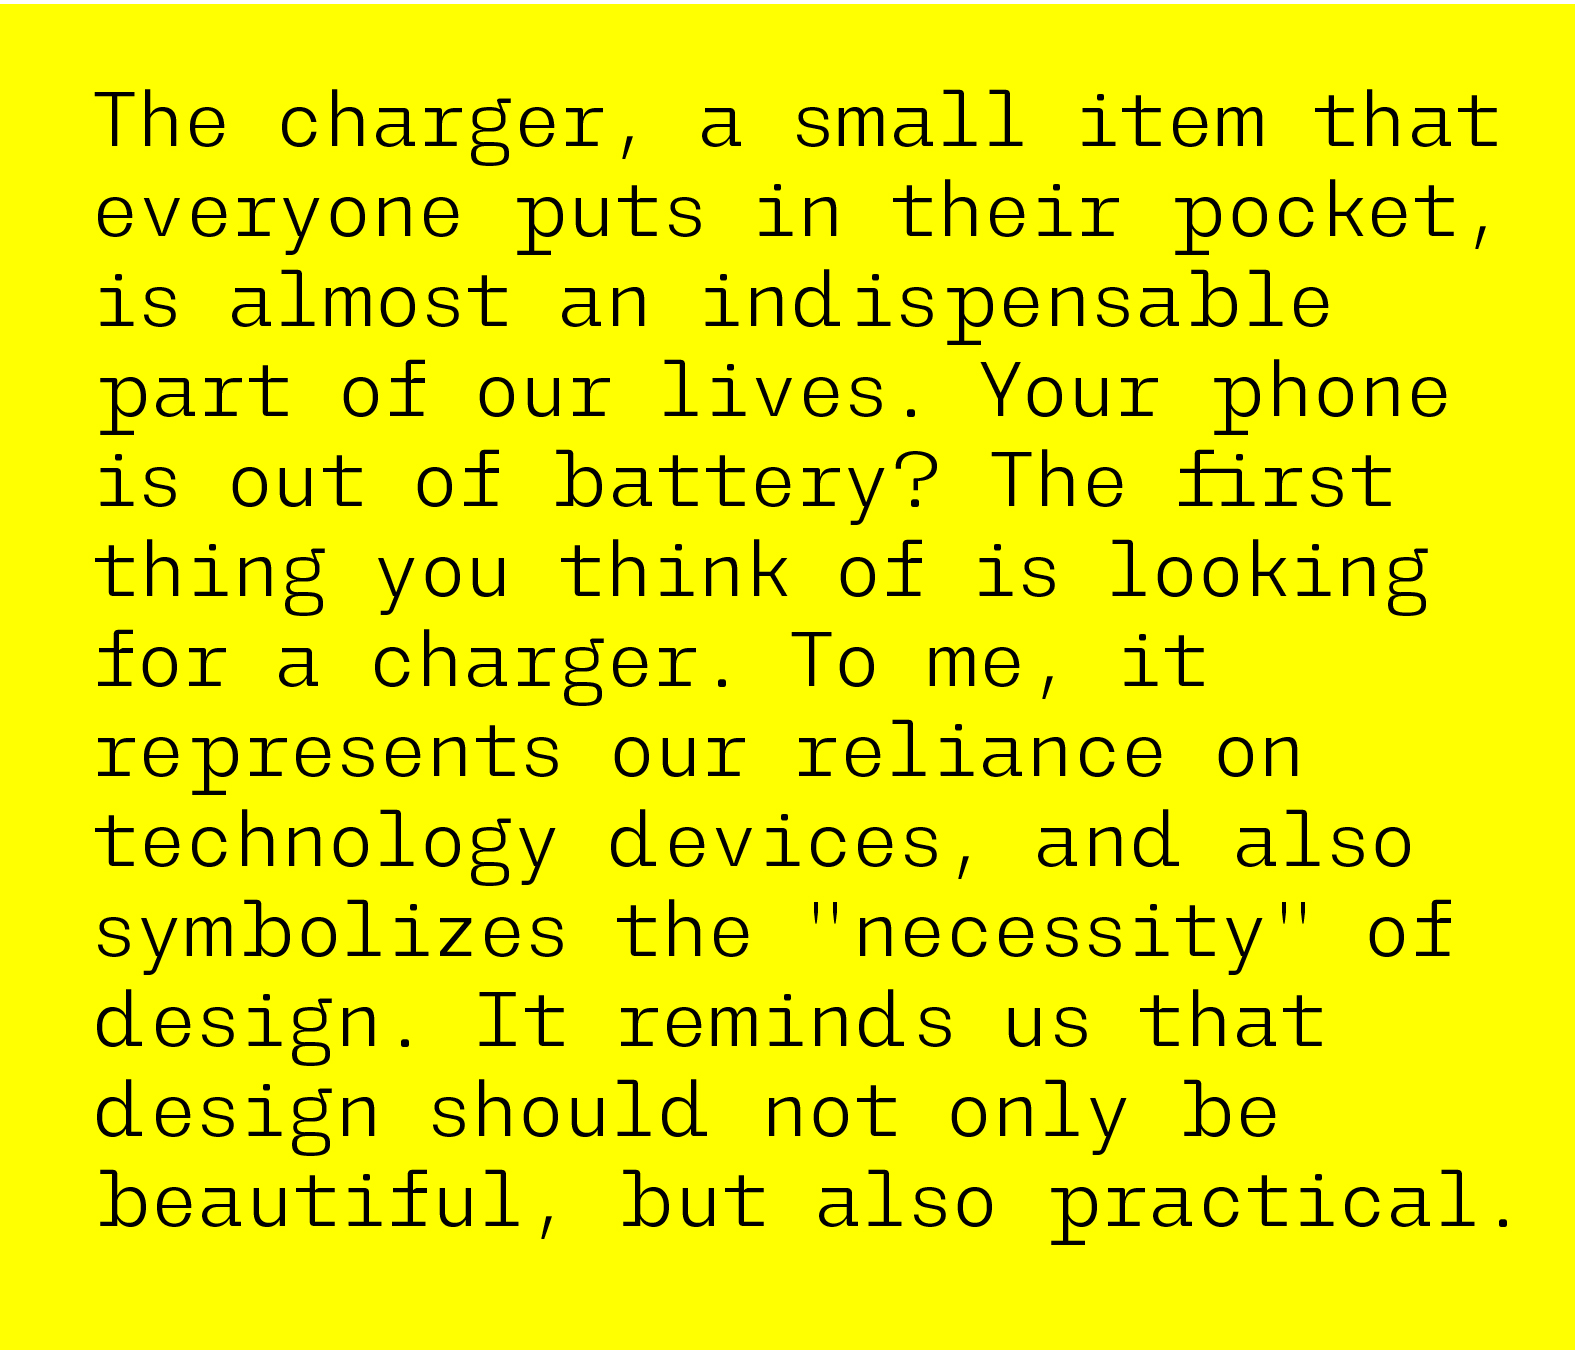 The charger, a small item that
everyone puts in their pocket,
is almost an indispensable
part of our lives. Your phone
is out of battery? The first
thing you think of is looking
for a charger. To me, it
represents our reliance on
technology devices, and also
symbolizes the "necessity" of
design. It reminds us that
design should not only be
beautiful, but also practical.